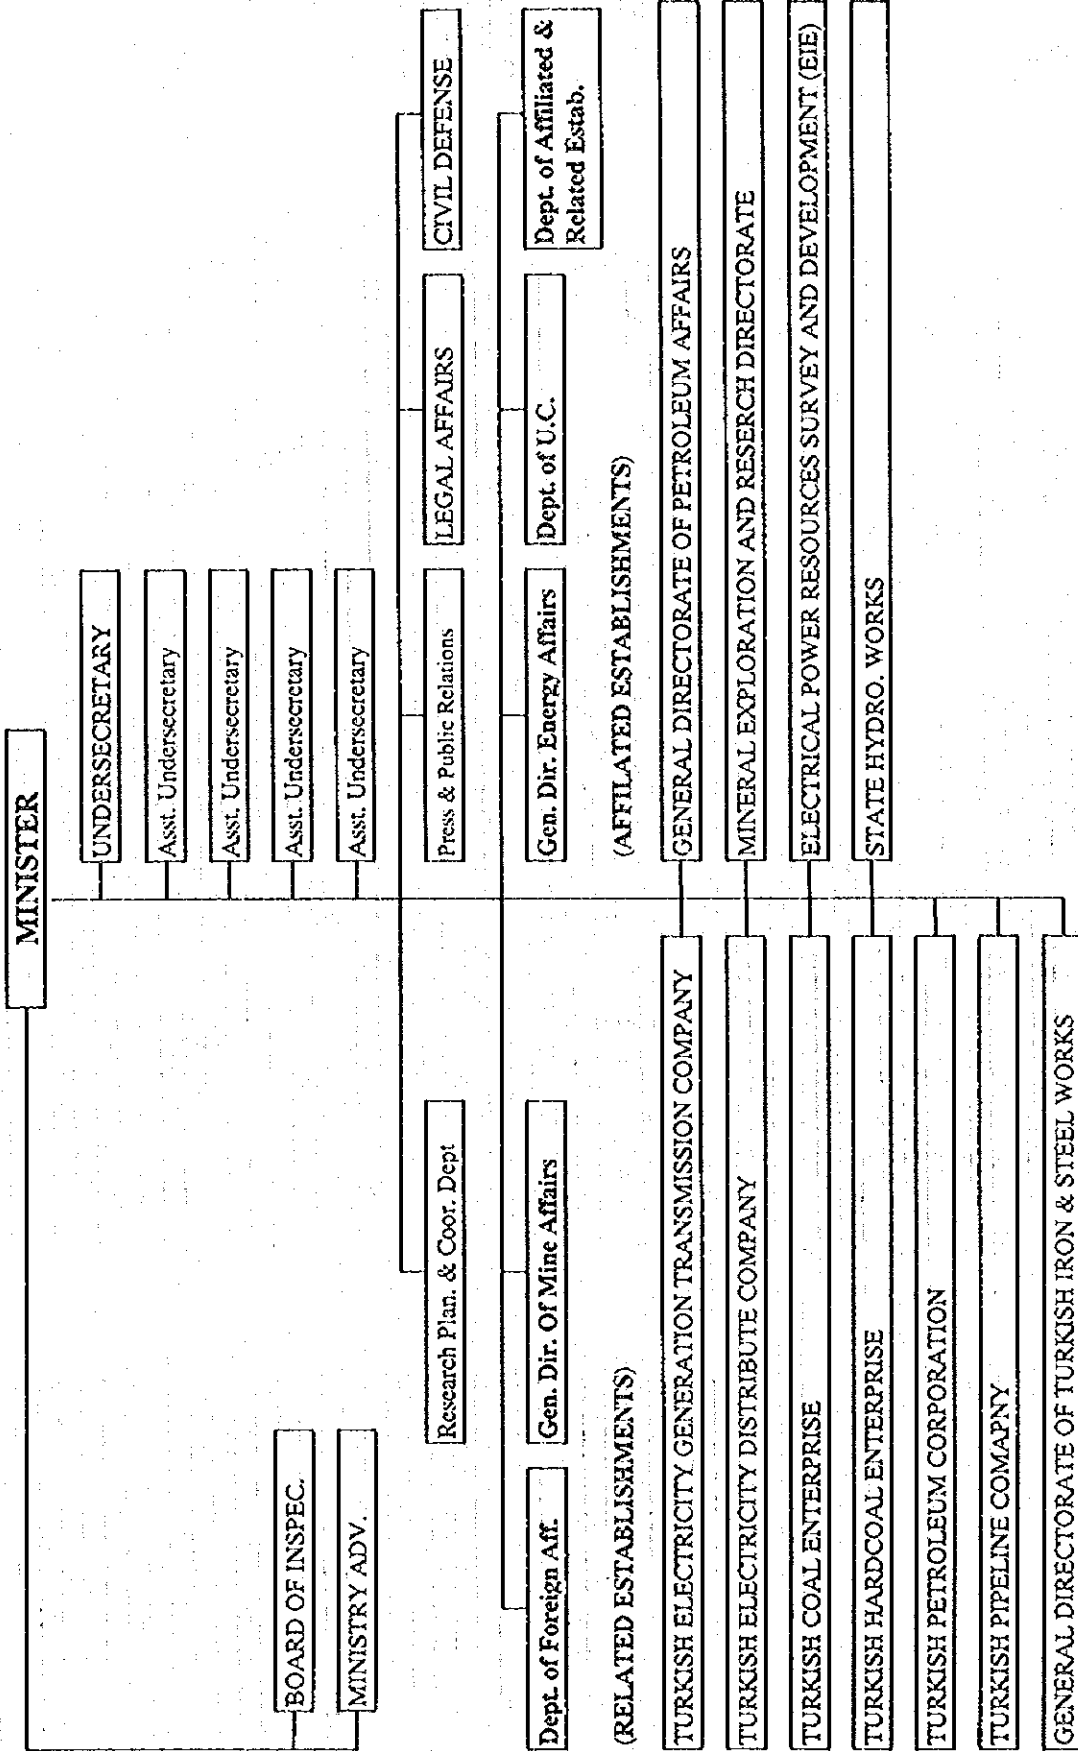 MINISTER
UNDERSECRETARY
Asst. Undersecretary
Asst. Undersecretary
BOARD OF INSPEC.
Asst. Undersecretary
MINISTRY ADV.
Asst. Undersecretary
Research Plan. & Coor. Dept
Press & Public Relations
LEGAL AFFAIRS
CIVIL DEFENSE
Dept. of Foreign Aff.
Gen. Dir. Of Mine Affairs
Gen. Dir. Energy Affairs
Dept. of U.C.
Dept. of Affiliated &
Related Estab.
(RELATED ESTABLISHMENTS)
(AFFILATED ESTABLISHMENTS)
TURKISH ELECTRICITY GENERATION TRANSMISSION COMPANY
GENERAL DIRECTORATE OF PETROLEUM AFFAIRS
TURKISH ELECTRICITY DISTRIBUTE COMPANY
MINERAL EXPLORATION AND RESERCH DIRECTORATE
TURKISH COAL ENTERPRISE
ELECTRICAL POWER RESOURCES SURVEY AND DEVELOPMENT (EIE)
TURKISH HARDCOAL ENTERPRISE
STATE HYDRO. WORKS
TURKISH PETROLEUM CORPORATION
TURKISH PIPELINE COMAPNY
GENERAL DIRECTORATE OF TURKISH IRON & STEEL WORKS